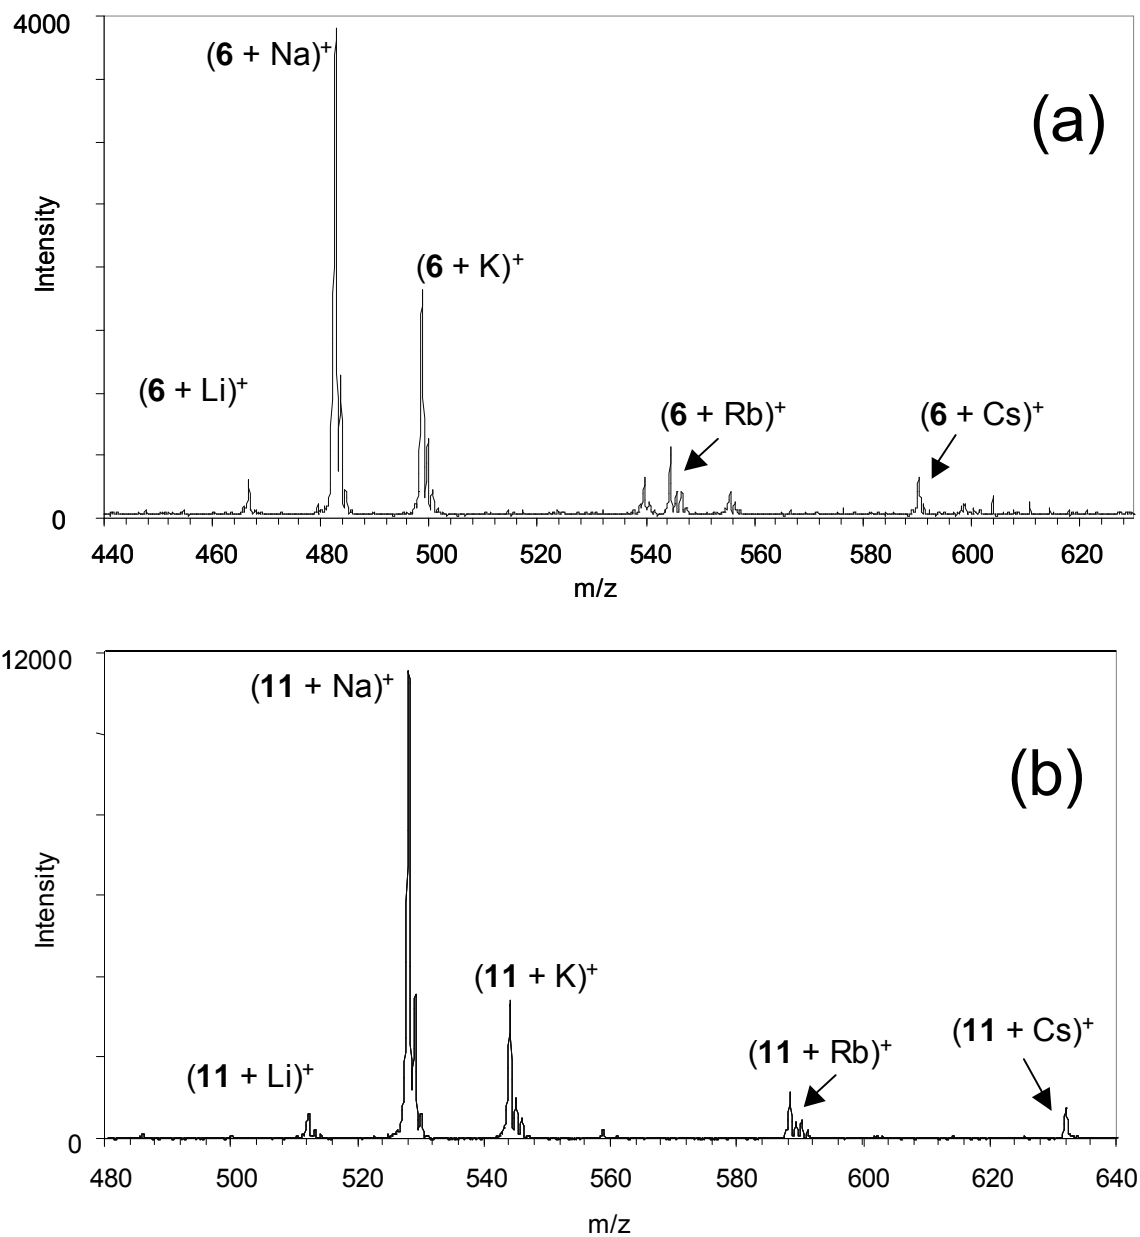 4000
(6 + Na)⁺
(a)
Intensity
(6 + K)⁺
(6 + Li)⁺
(6 + Rb)⁺
(6 + Cs)⁺
0
440 460 480 500 520 540 560 580 600 620
m/z
12000
(11 + Na)⁺
(b)
Intensity
(11 + K)⁺
(11 + Cs)⁺
(11 + Rb)⁺
(11 + Li)⁺
0
480 500 520 540 560 580 600 620 640
m/z